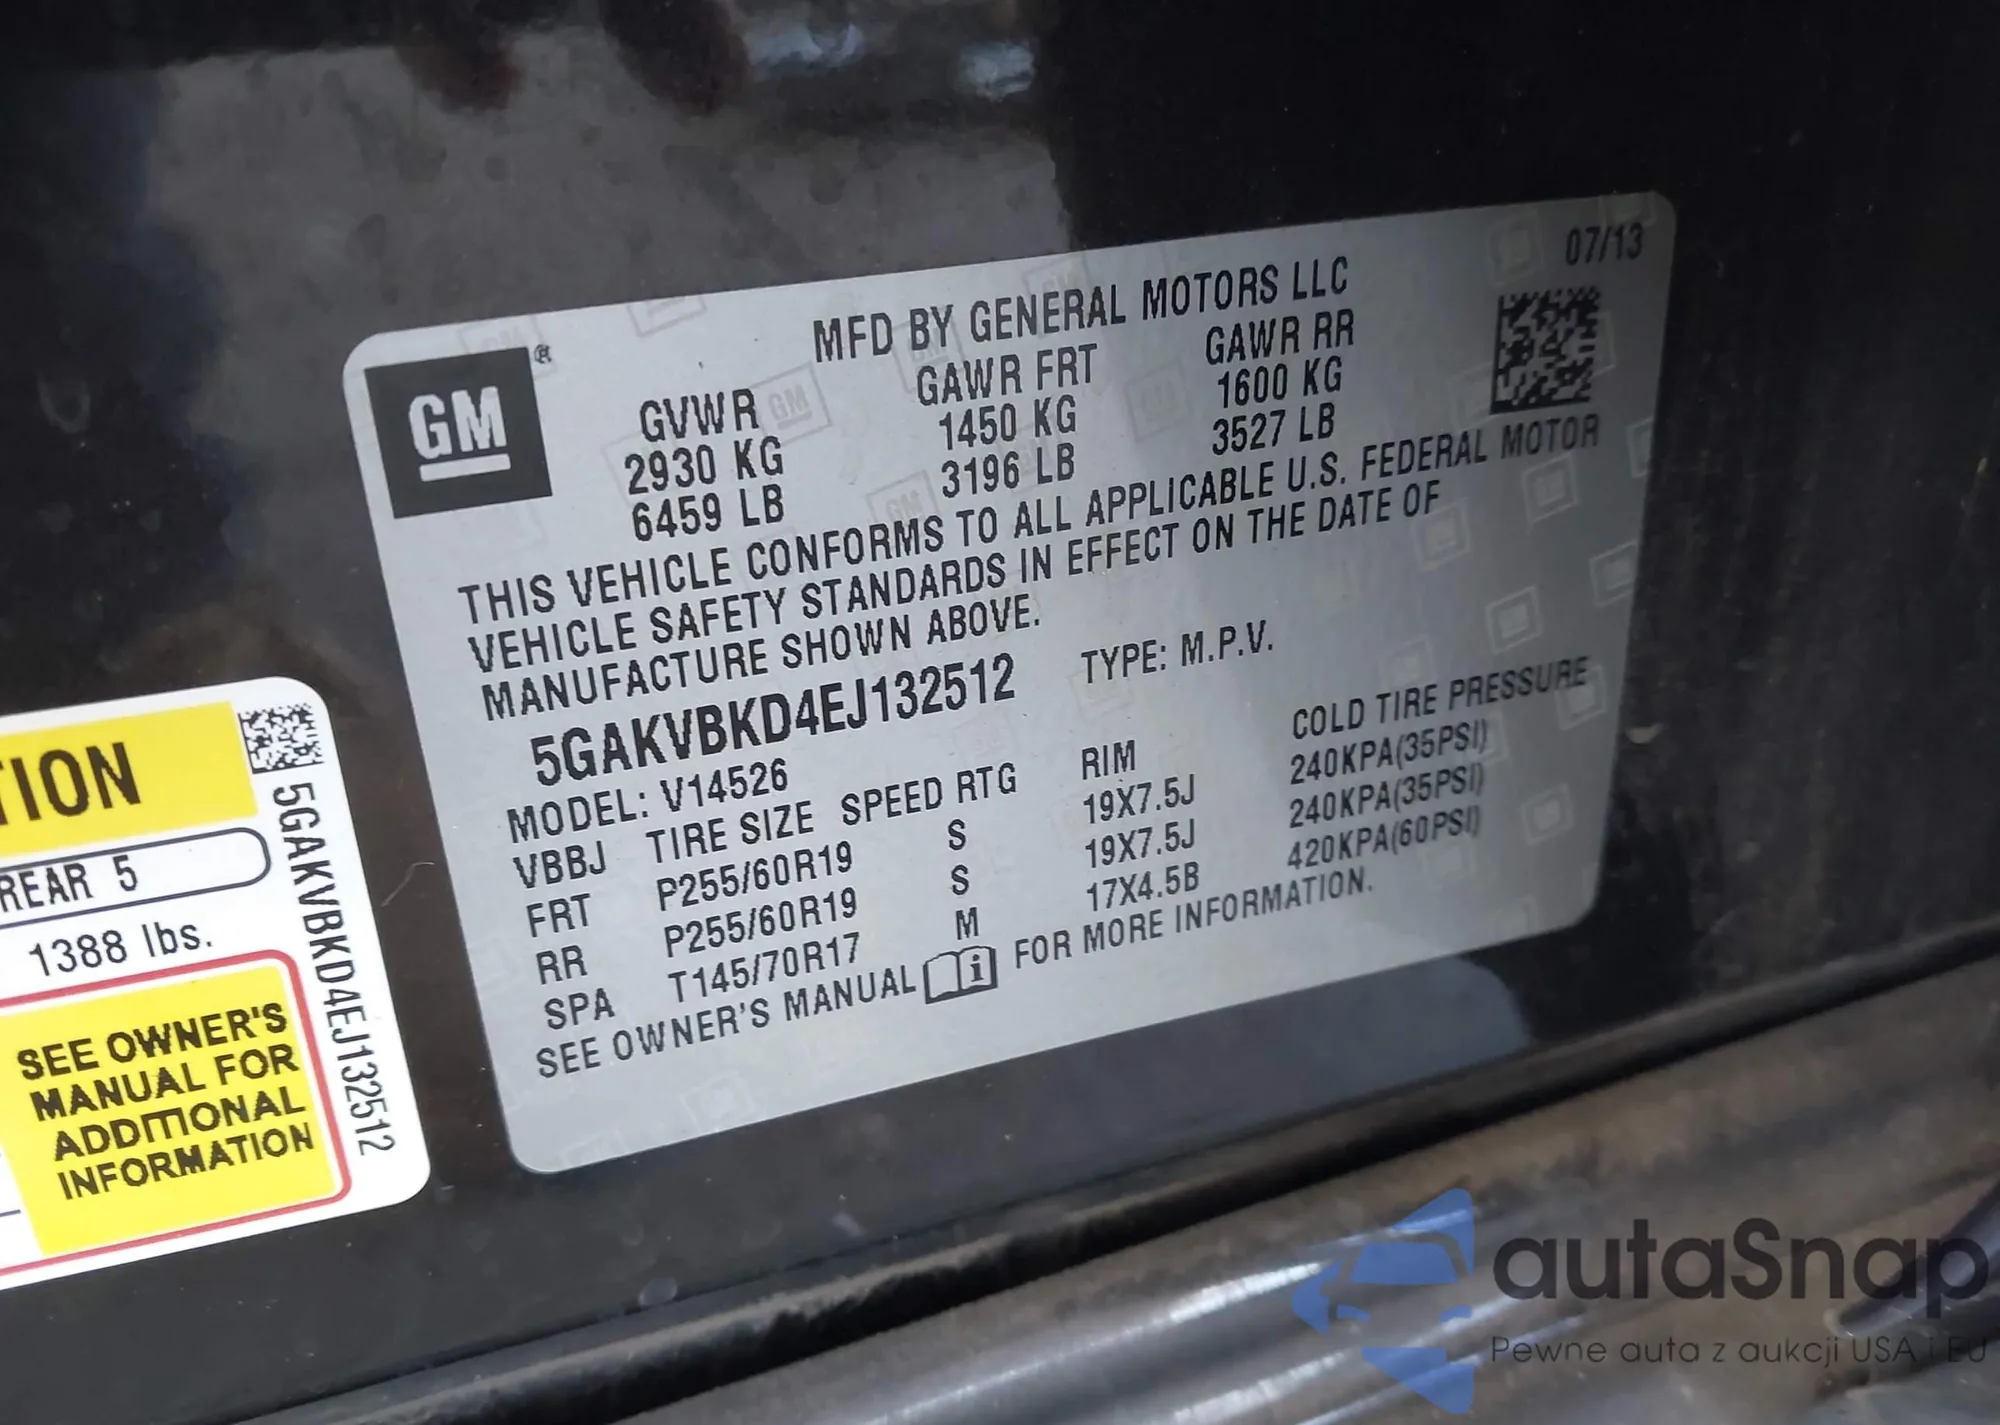 07/13
MFD BY GENERAL MOTORS LLC
GM®
GVWR GAWR FRT GAWR RR
2930 KG 1450 KG 1600 KG
6459 LB 3196 LB 3527 LB
THIS VEHICLE CONFORMS TO ALL APPLICABLE U.S. FEDERAL MOTOR
VEHICLE SAFETY STANDARDS IN EFFECT ON THE DATE OF
MANUFACTURE SHOWN ABOVE.
5GAKVBKD4EJ132512 TYPE: M.P.V.
MODEL: V14526
VBBJ TIRE SIZE SPEED RTG RIM COLD TIRE PRESSURE
FRT P255/60R19 S 19X7.5J 240KPA(35PSI)
RR P255/60R19 S 19X7.5J 240KPA(35PSI)
SPA T145/70R17 M 17X4.5B 420KPA(60PSI)
SEE OWNER'S MANUAL i FOR MORE INFORMATION.
TION
REAR 5
1388 lbs.
SEE OWNER'S
MANUAL FOR
ADDITIONAL
INFORMATION
5GAKVBKD4EJ132512
autaSnap
Pewne auta z aukcji USA i EU